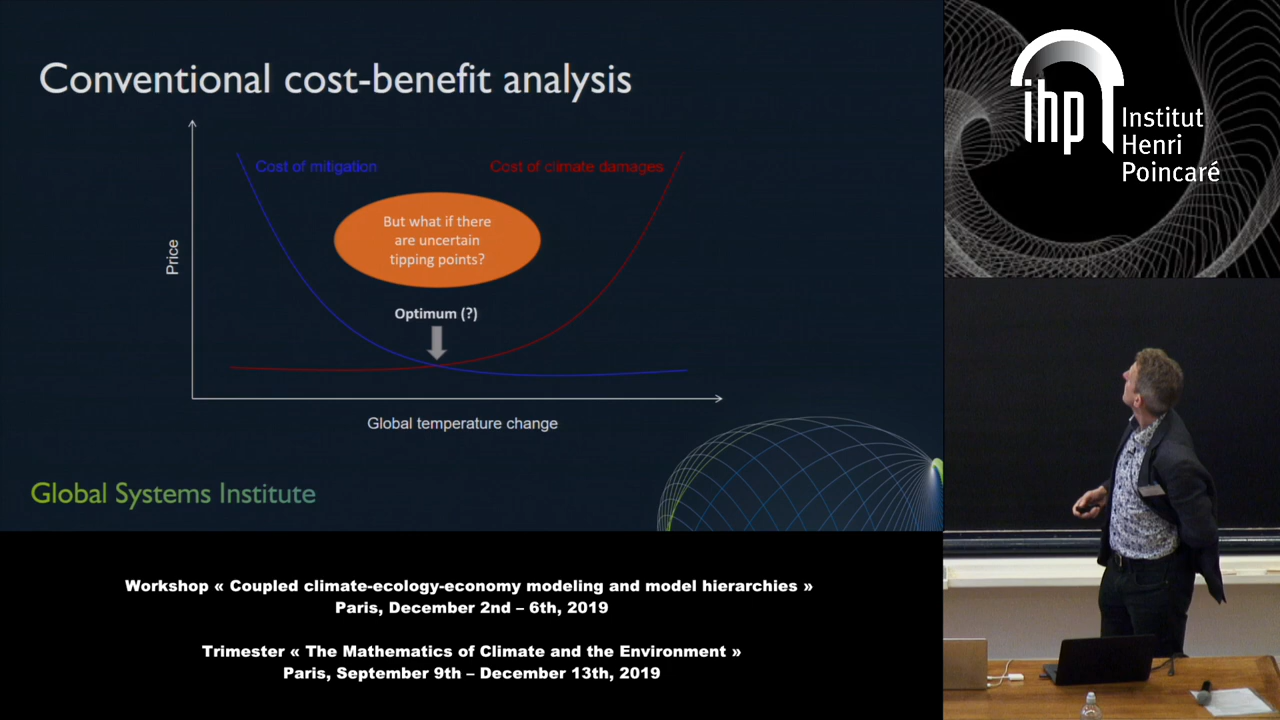 Conventional cost-benefit analysis
Cost of mitigation
Cost of climate damages
But what if there
are uncertain
tipping points?
Optimum (?)
Price
Global temperature change
Global Systems Institute
ihp
Institut
Henri
Poincaré
Workshop « Coupled climate-ecology-economy modeling and model hierarchies »
Paris, December 2nd – 6th, 2019
Trimester « The Mathematics of Climate and the Environment »
Paris, September 9th – December 13th, 2019